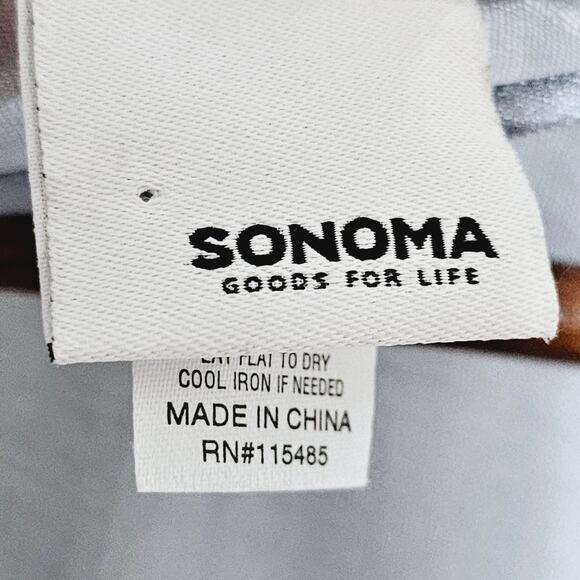 SONOMA
GOODS FOR LIFE
LAY FLAT TO DRY
COOL IRON IF NEEDED
MADE IN CHINA
RN#115485